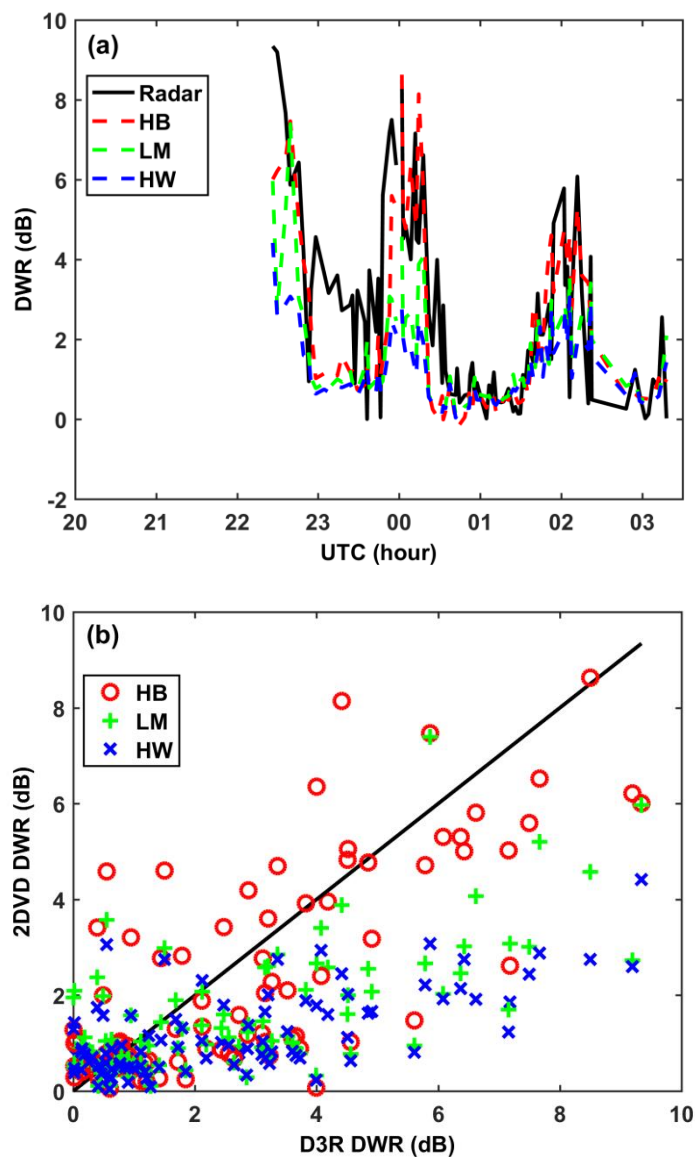 (a)
Radar
HB
LM
HW
DWR (dB)
10
8
6
4
2
0
-2
20 21 22 23 00 01 02 03
UTC (hour)
(b)
HB
LM
HW
2DVD DWR (dB)
10
8
6
4
2
0
0 2 4 6 8 10
D3R DWR (dB)